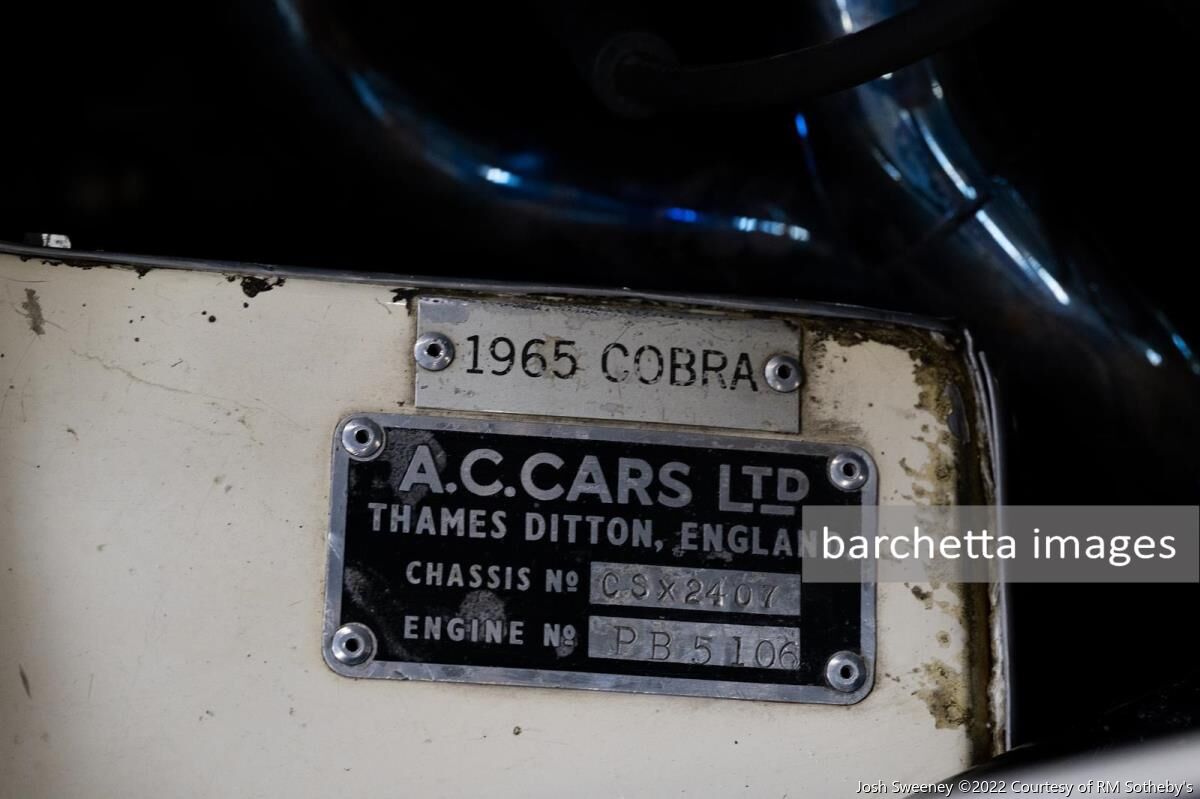 1965 COBRA
A.C.CARS LTD
THAMES DITTON, ENGLAN
CHASSIS Nº CSX2407
ENGINE Nº PB5106
barchetta images
Josh Sweeney ©2022 Courtesy of RM Sotheby's